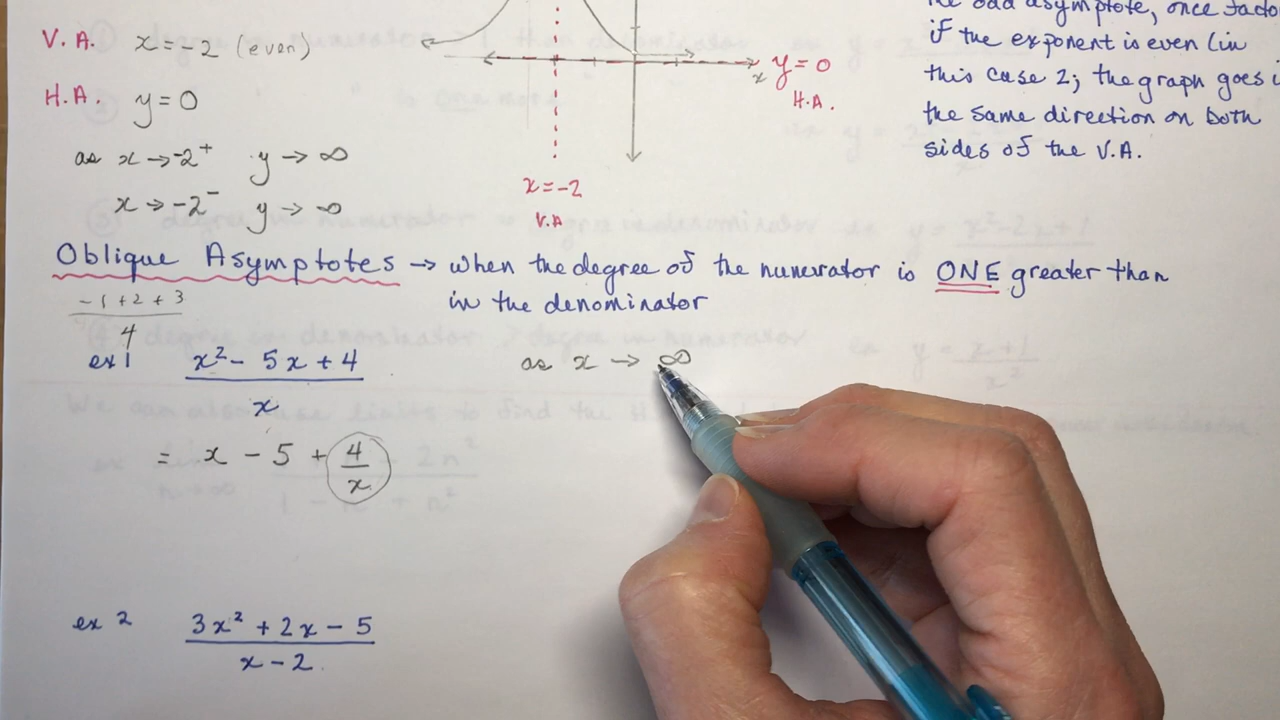 V.A. x = -2 (even)
H.A. y = 0
as x → -2⁺ y → ∞
x → -2⁻ y → -∞
x
y = 0
H.A.
x = -2
V.A
odd asymptote, once
if the exponent is even (in
this case 2; the graph goes
the same direction on both
sides of the V.A.
Oblique Asymptotes → when the degree of the numerator is ONE greater than
in the denominator
-1 + 2 + 3
4
ex 1 x² - 5x + 4
x
as x → ∞
= x - 5 + 4
x
ex 2 3x² + 2x - 5
x - 2